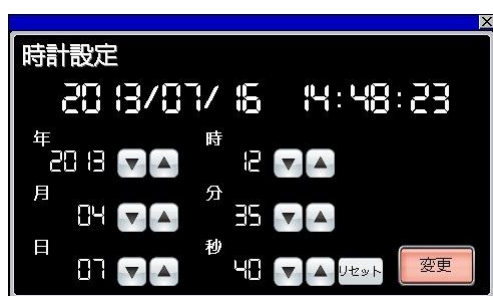 時計設定
2013/07/16 14:48:23
年 2013 ▼ ▲ 時 12 ▼ ▲
月 04 ▼ ▲ 分 35 ▼ ▲
日 07 ▼ ▲ 秒 40 ▼ ▲ リセット 変更